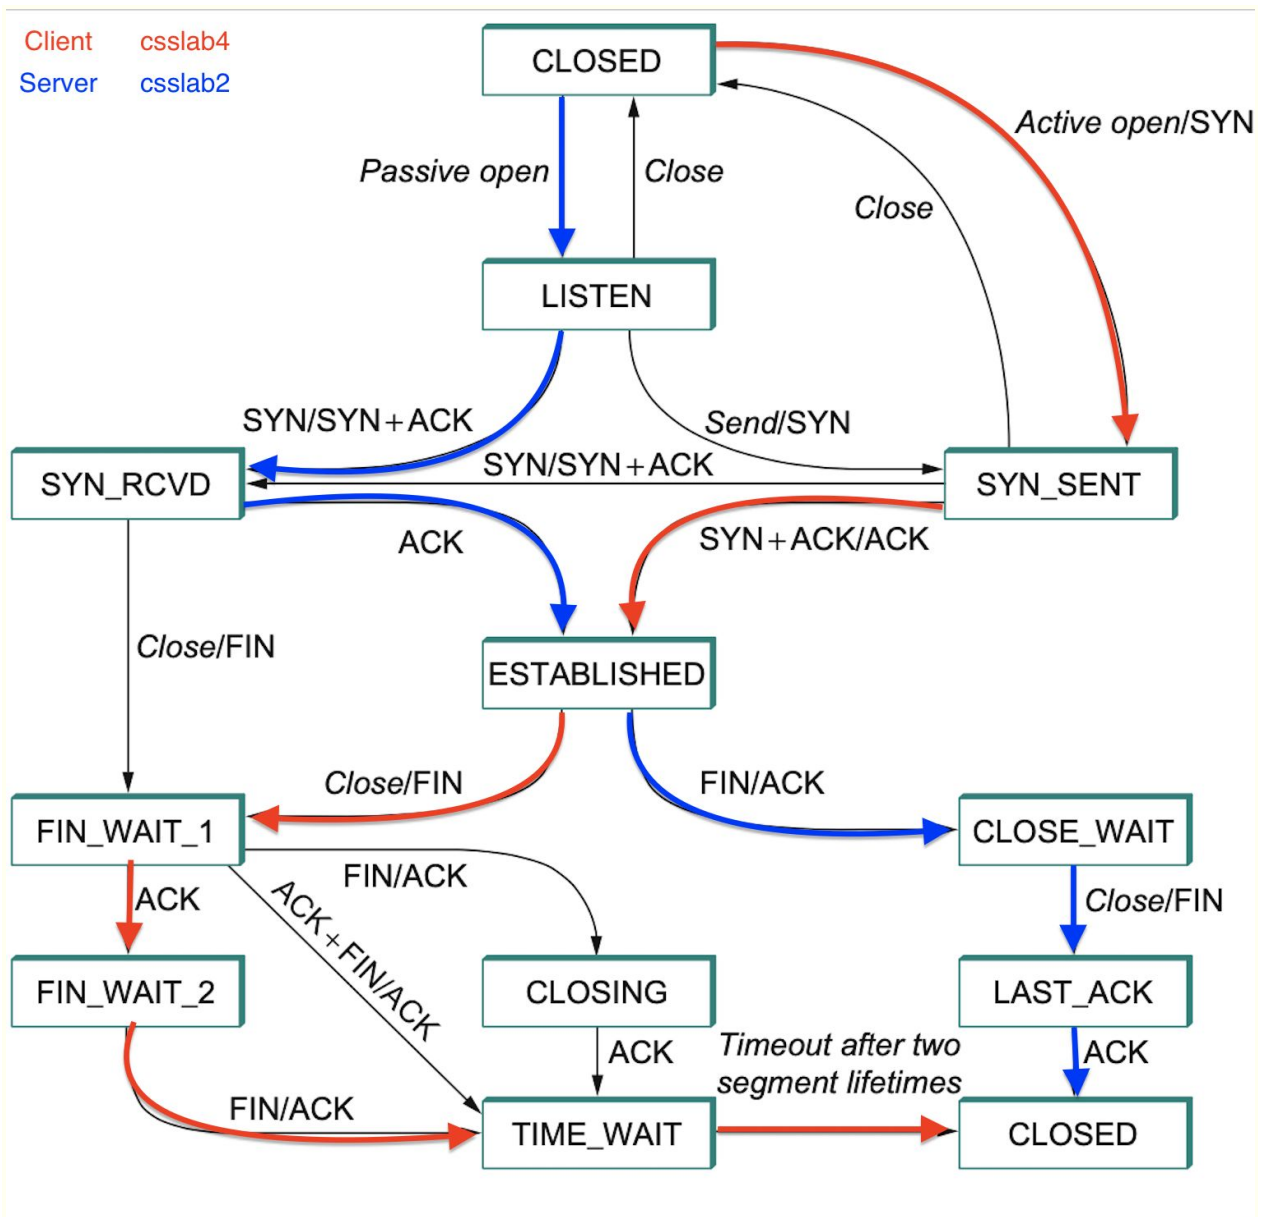 Client csslab4
Server csslab2
CLOSED
Active open/SYN
Passive open
Close
Close
LISTEN
SYN/SYN+ACK
Send/SYN
SYN/SYN+ACK
SYN_RCVD
SYN_SENT
ACK
SYN+ACK/ACK
Close/FIN
ESTABLISHED
Close/FIN
FIN/ACK
FIN_WAIT_1
CLOSE_WAIT
FIN/ACK
ACK
ACK+FIN/ACK
Close/FIN
FIN_WAIT_2
CLOSING
LAST_ACK
ACK
Timeout after two
segment lifetimes
ACK
FIN/ACK
TIME_WAIT
CLOSED